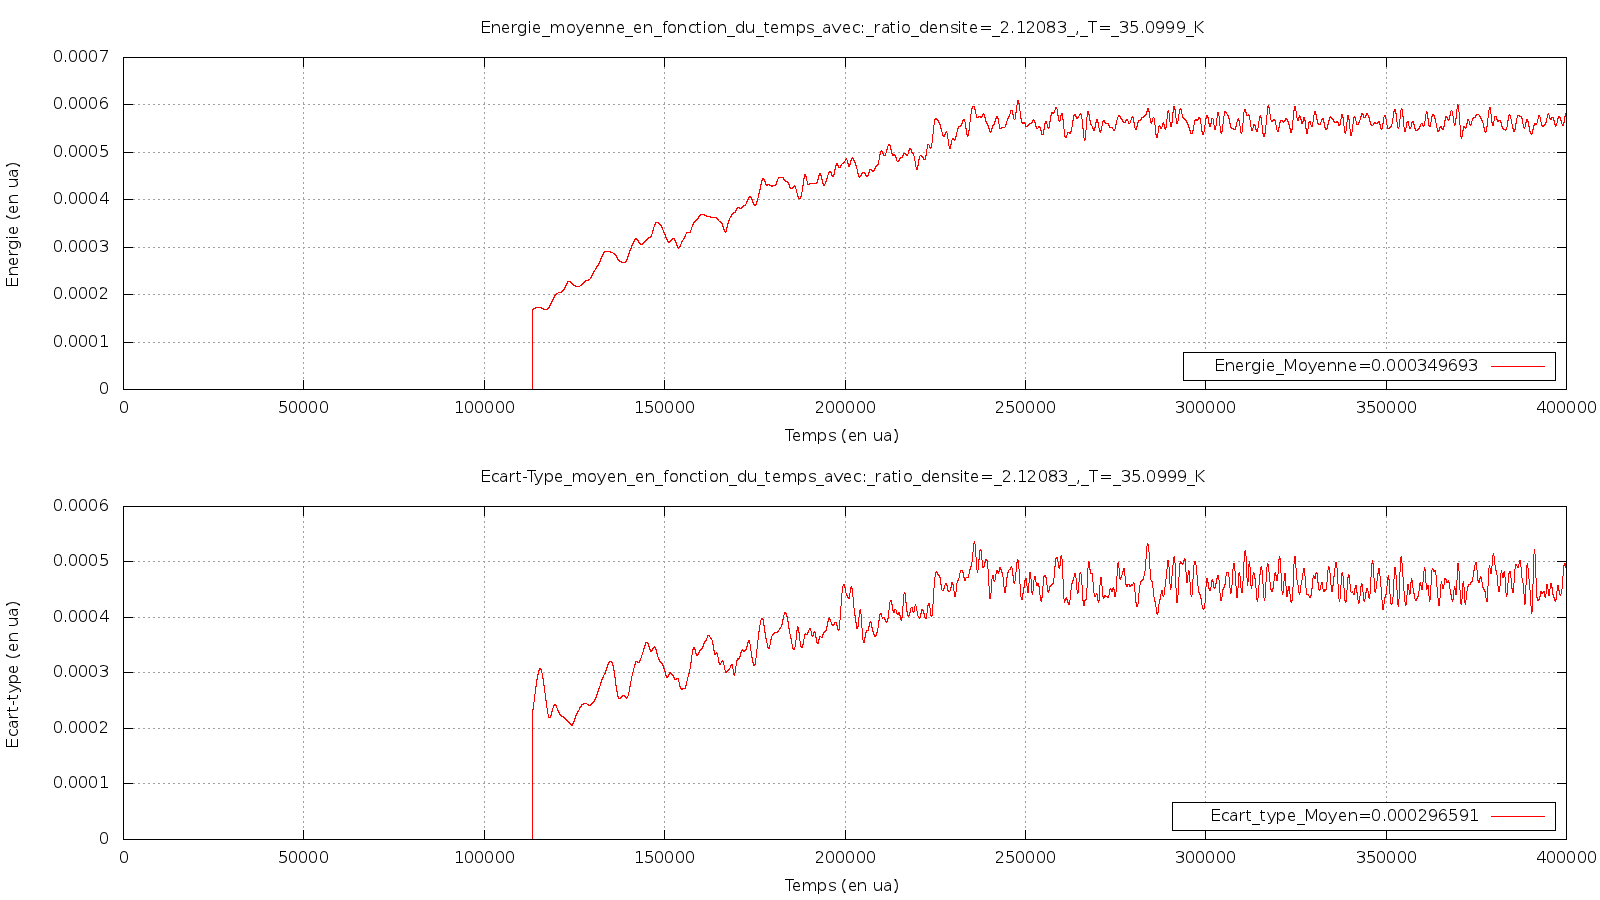 Energie_moyenne_en_fonction_du_temps_avec:_ratio_densite=_2.12083_,_T=_35.0999_K
0.0007
0.0006
0.0005
0.0004
0.0003
0.0002
0.0001
0
Energie (en ua)
Energie_Moyenne=0.000349693
0 50000 100000 150000 200000 250000 300000 350000 400000
Temps (en ua)
Ecart-Type_moyen_en_fonction_du_temps_avec:_ratio_densite=_2.12083_,_T=_35.0999_K
0.0006
0.0005
0.0004
0.0003
0.0002
0.0001
0
Ecart-type (en ua)
Ecart_type_Moyen=0.000296591
0 50000 100000 150000 200000 250000 300000 350000 400000
Temps (en ua)